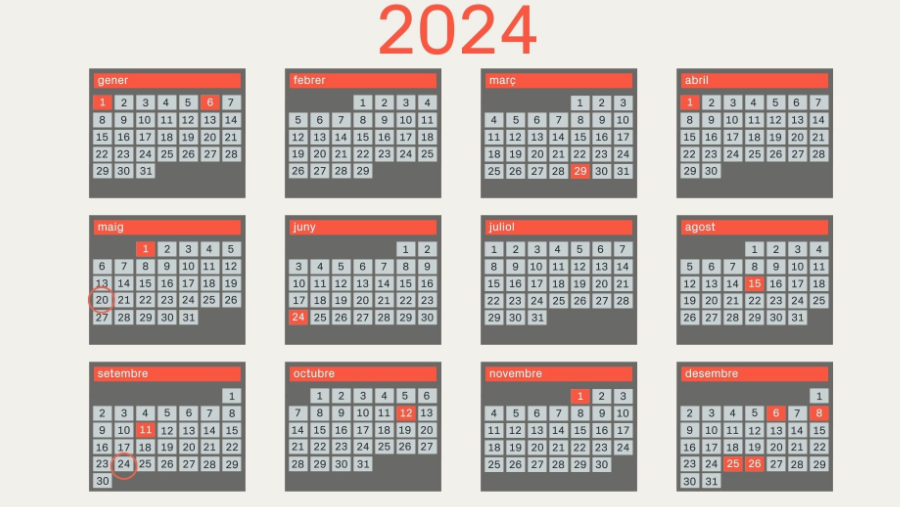 2024
gener
1 2 3 4 5 6 7
8 9 10 11 12 13 14
15 16 17 18 19 20 21
22 23 24 25 26 27 28
29 30 31
febrer
1 2 3 4
5 6 7 8 9 10 11
12 13 14 15 16 17 18
19 20 21 22 23 24 25
26 27 28 29
març
1 2 3
4 5 6 7 8 9 10
11 12 13 14 15 16 17
18 19 20 21 22 23 24
25 26 27 28 29 30 31
abril
1 2 3 4 5 6 7
8 9 10 11 12 13 14
15 16 17 18 19 20 21
22 23 24 25 26 27 28
29 30
maig
1 2 3 4 5
6 7 8 9 10 11 12
13 14 15 16 17 18 19
20 21 22 23 24 25 26
27 28 29 30 31
juny
1 2
3 4 5 6 7 8 9
10 11 12 13 14 15 16
17 18 19 20 21 22 23
24 25 26 27 28 29 30
juliol
1 2 3 4 5 6 7
8 9 10 11 12 13 14
15 16 17 18 19 20 21
22 23 24 25 26 27 28
29 30 31
agost
1 2 3 4
5 6 7 8 9 10 11
12 13 14 15 16 17 18
19 20 21 22 23 24 25
26 27 28 29 30 31
setembre
1
2 3 4 5 6 7 8
9 10 11 12 13 14 15
16 17 18 19 20 21 22
23 24 25 26 27 28 29
30
octubre
1 2 3 4 5 6
7 8 9 10 11 12 13
14 15 16 17 18 19 20
21 22 23 24 25 26 27
28 29 30 31
novembre
1 2 3
4 5 6 7 8 9 10
11 12 13 14 15 16 17
18 19 20 21 22 23 24
25 26 27 28 29 30
desembre
1
2 3 4 5 6 7 8
9 10 11 12 13 14 15
16 17 18 19 20 21 22
23 24 25 26 27 28 29
30 31